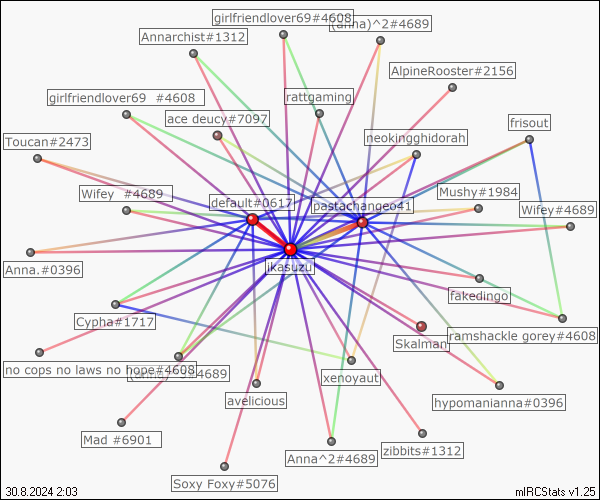 girlfriendlover69#4608
(anna)^2#4689
Annarchist#1312
AlpineRooster#2156
girlfriendlover69 #4608
rattgaming
ace deucy#7097
frisout
Toucan#2473
neokingghidorah
Wifey #4689
Mushy#1984
default#0617
pastachangeo41
Wifey#4689
Anna.#0396
ikasuzu
fakedingo
Cypha#1717
ramshackle gorey#4608
Skalman
no cops no laws no hope#4608
#4689
xenoyaut
avelicious
hypomanianna#0396
Mad #6901
Anna^2#4689
zibbits#1312
Soxy Foxy#5076
30.8.2024 2:03
mIRCStats v1.25